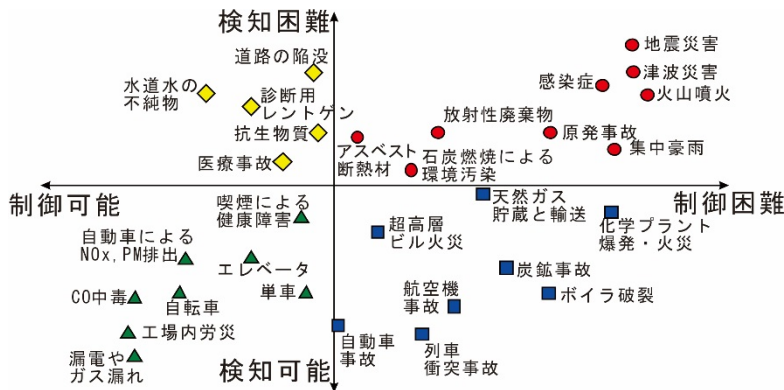 検知困難
道路の陥没
地震災害
水道水の
不純物
診断用
レントゲン
感染症
津波災害
火山噴火
抗生物質
放射性廃棄物
原発事故
医療事故
アスベスト
断熱材
石炭燃焼による
環境汚染
集中豪雨
制御可能
制御困難
喫煙による
健康障害
天然ガス
貯蔵と輸送
化学プラント
爆発・火災
自動車による
NOx,PM排出
超高層
ビル火災
エレベータ
炭鉱事故
CO中毒
自転車
単車
航空機
事故
ボイラ破裂
工場内労災
自動車
事故
列車
衝突事故
漏電や
ガス漏れ
検知可能